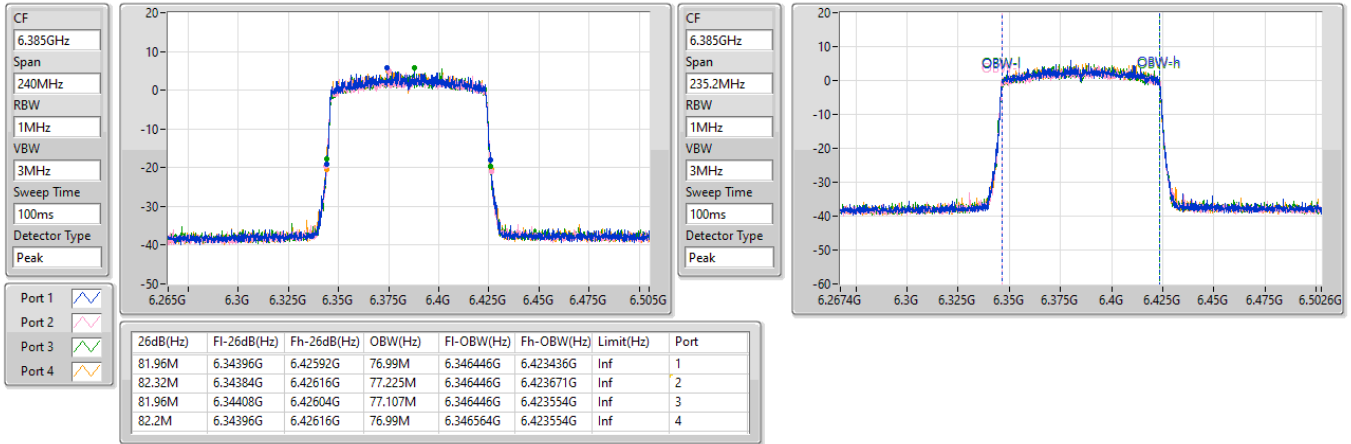 CF
6.385GHz
Span
240MHz
RBW
1MHz
VBW
3MHz
Sweep Time
100ms
Detector Type
Peak
20
10
0
-10
-20
-30
-40
-50
6.265G 6.3G 6.325G 6.35G 6.375G 6.4G 6.425G 6.45G 6.475G 6.505G
CF
6.385GHz
Span
235.2MHz
RBW
1MHz
VBW
3MHz
Sweep Time
100ms
Detector Type
Peak
20
10
0
-10
-20
-30
-40
-50
-60
OBW-l OBW-h
6.2674G 6.3G 6.325G 6.35G 6.375G 6.4G 6.425G 6.45G 6.475G 6.5026G
Port 1
Port 2
Port 3
Port 4
26dB(Hz) Fl-26dB(Hz) Fh-26dB(Hz) OBW(Hz) Fl-OBW(Hz) Fh-OBW(Hz) Limit(Hz) Port
81.96M 6.34396G 6.42592G 76.99M 6.346446G 6.423436G Inf 1
82.32M 6.34384G 6.42616G 77.225M 6.346446G 6.423671G Inf 2
81.96M 6.34408G 6.42604G 77.107M 6.346446G 6.423554G Inf 3
82.2M 6.34396G 6.42616G 76.99M 6.346564G 6.423554G Inf 4